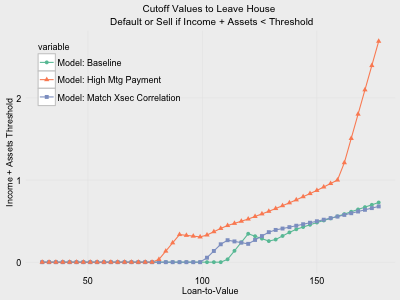 Cutoff Values to Leave House
Default or Sell if Income + Assets < Threshold
variable
Model: Baseline
Model: High Mtg Payment
Model: Match Xsec Correlation
Income + Assets Threshold
2
1
0
50
100
150
Loan-to-Value